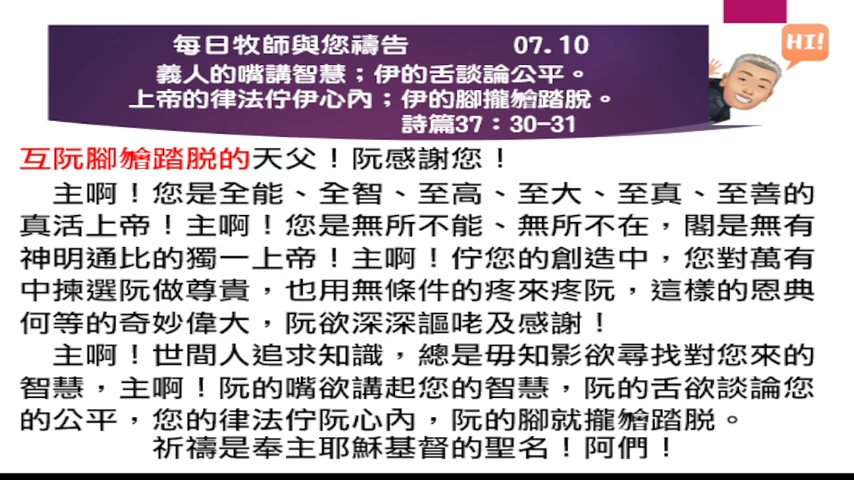 每日牧師與您禱告 07.10
HI!
義人的嘴講智慧；伊的舌談論公平。
上帝的律法佇伊心內；伊的腳攏𣍐踏脫。
詩篇37：30-31
互阮腳𣍐踏脱的天父！阮感謝您！
主啊！您是全能、全智、至高、至大、至真、至善的
真活上帝！主啊！您是無所不能、無所不在，閣是無有
神明通比的獨一上帝！主啊！佇您的創造中，您對萬有
中揀選阮做尊貴，也用無條件的疼來疼阮，這樣的恩典
何等的奇妙偉大，阮欲深深謳咾及感謝！
主啊！世間人追求知識，總是毋知影欲尋找對您來的
智慧，主啊！阮的嘴欲講起您的智慧，阮的舌欲談論您
的公平，您的律法佇阮心內，阮的腳就攏𣍐踏脱。
祈禱是奉主耶穌基督的聖名！阿們！